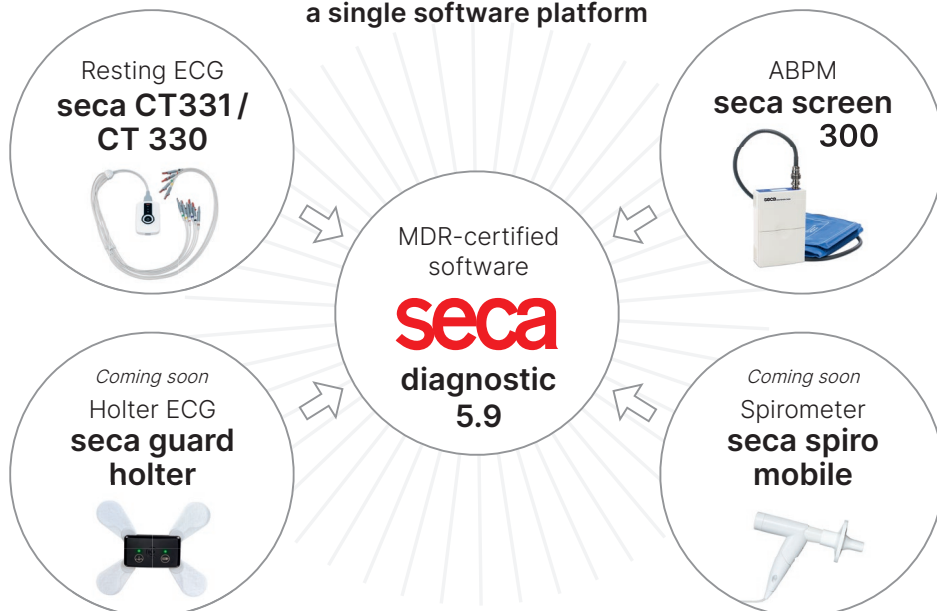 a single software platform
Resting ECG
seca CT331/
CT 330
ABPM
seca screen
300
seca
MDR-certified
software
seca
diagnostic
5.9
Coming soon
Holter ECG
seca guard
holter
Coming soon
Spirometer
seca spiro
mobile